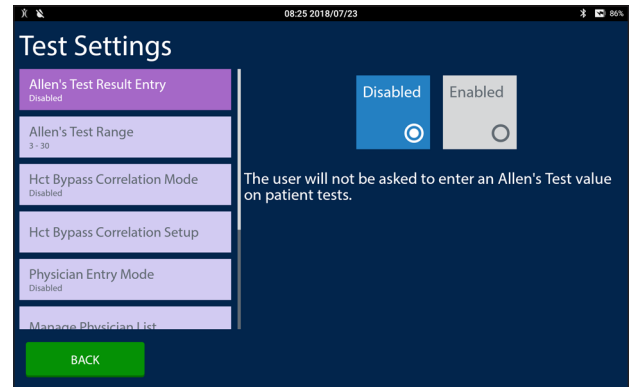 08:25 2018/07/23
86%
Test Settings
Allen's Test Result Entry
Disabled
Allen's Test Range
3 - 30
Hct Bypass Correlation Mode
Disabled
Hct Bypass Correlation Setup
Physician Entry Mode
Disabled
Manage Physician List
BACK
Disabled
Enabled
The user will not be asked to enter an Allen's Test value
on patient tests.